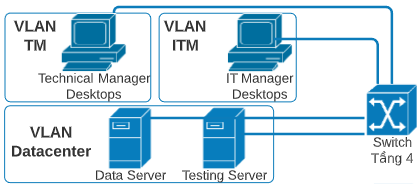 VLAN
TM
Technical Manager
Desktops
VLAN
ITM
IT Manager
Desktops
VLAN
Datacenter
Data Server
Testing Server
Switch
Tầng 4